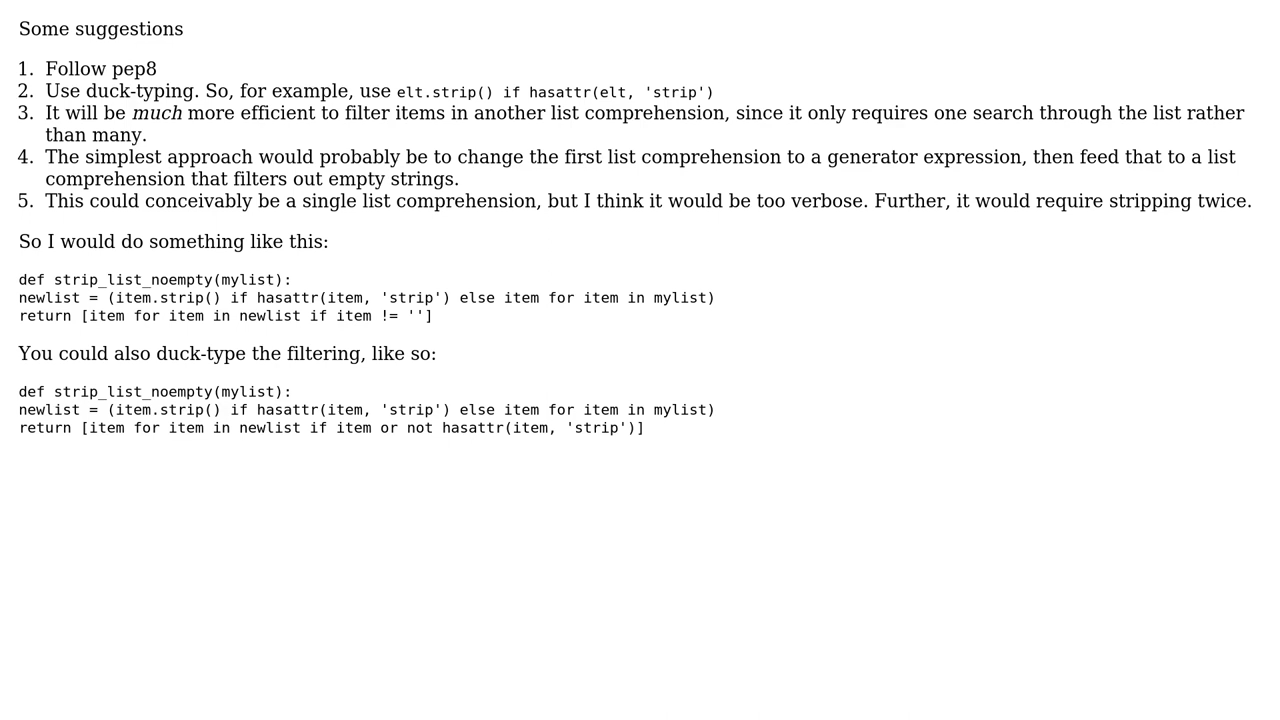 Some suggestions
1. Follow pep8
2. Use duck-typing. So, for example, use elt.strip() if hasattr(elt, 'strip')
3. It will be much more efficient to filter items in another list comprehension, since it only requires one search through the list rather
than many.
4. The simplest approach would probably be to change the first list comprehension to a generator expression, then feed that to a list
comprehension that filters out empty strings.
5. This could conceivably be a single list comprehension, but I think it would be too verbose. Further, it would require stripping twice.
So I would do something like this:
def strip_list_noempty(mylist):
newlist = (item.strip() if hasattr(item, 'strip') else item for item in mylist)
return [item for item in newlist if item != '']
You could also duck-type the filtering, like so:
def strip_list_noempty(mylist):
newlist = (item.strip() if hasattr(item, 'strip') else item for item in mylist)
return [item for item in newlist if item or not hasattr(item, 'strip')]